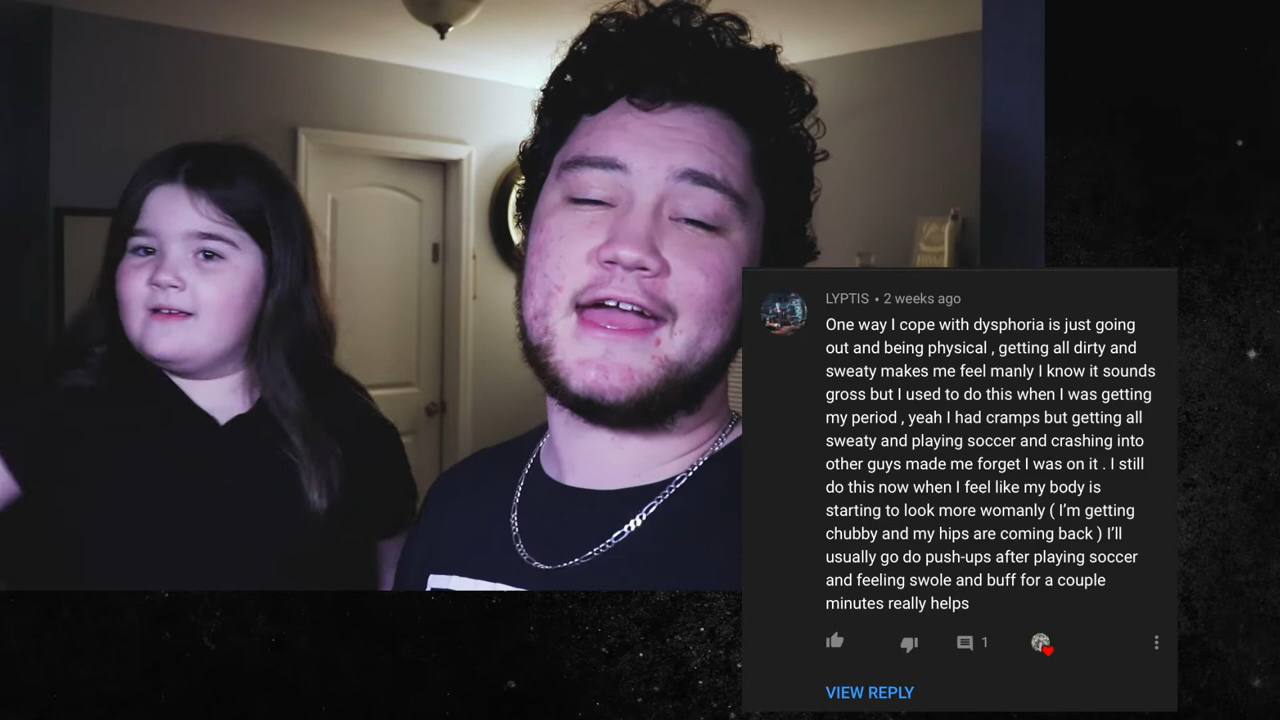 HOME
LYPTIS • 2 weeks ago
One way I cope with dysphoria is just going
out and being physical , getting all dirty and
sweaty makes me feel manly I know it sounds
gross but I used to do this when I was getting
my period , yeah I had cramps but getting all
sweaty and playing soccer and crashing into
other guys made me forget I was on it . I still
do this now when I feel like my body is
starting to look more womanly ( I’m getting
chubby and my hips are coming back ) I’ll
usually go do push-ups after playing soccer
and feeling swole and buff for a couple
minutes really helps
1
VIEW REPLY